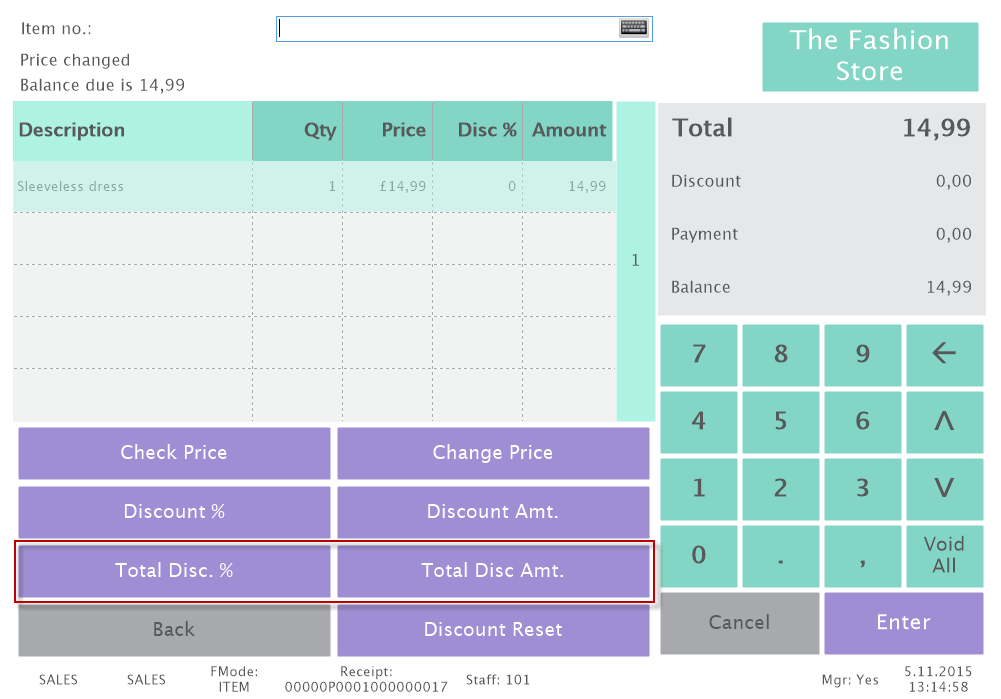 Item no.:
Price changed
Balance due is 14,99
The Fashion
Store
Description Qty Price Disc % Amount
Sleeveless dress 1 £14,99 0 14,99
1
Total 14,99
Discount 0,00
Payment 0,00
Balance 14,99
7 8 9 ←
4 5 6 Λ
1 2 3 V
0 . , Void
All
Check Price Change Price
Discount % Discount Amt.
Total Disc. % Total Disc Amt.
Back Discount Reset
Cancel Enter
SALES SALES FMode:
ITEM Receipt:
00000P0001000000017 Staff: 101 Mgr: Yes 5.11.2015
13:14:58